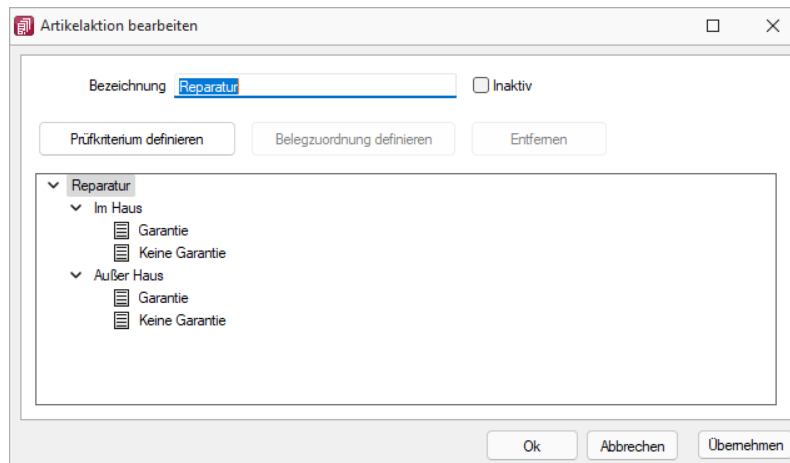 Artikelaktion bearbeiten
Bezeichnung Reparatur Inaktiv
Prüfkriterium definieren Belegzuordnung definieren Entfernen
Reparatur
Im Haus
Garantie
Keine Garantie
Außer Haus
Garantie
Keine Garantie
Ok Abbrechen Übernehmen